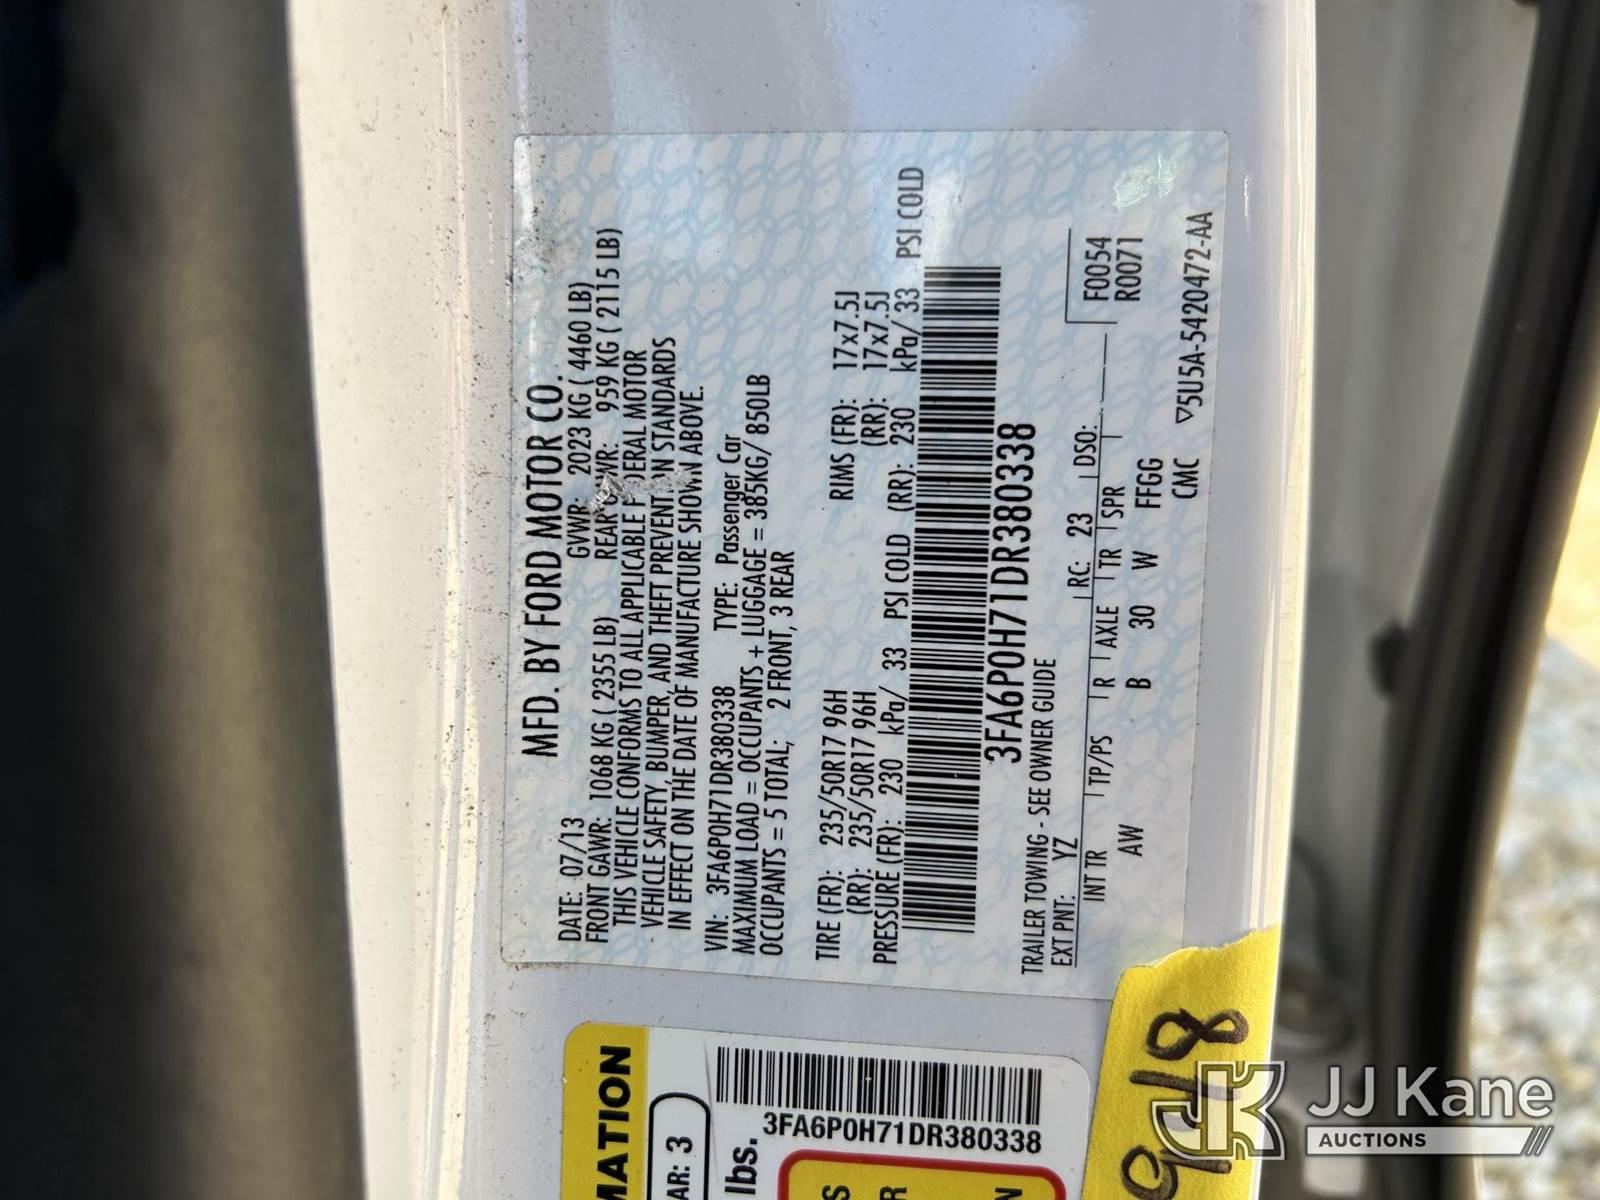 MFD. BY FORD MOTOR CO.
DATE: 07/13 GVWR: 2023 KG ( 4460 LB)
FRONT GAWR: 1068 KG ( 2355 LB) REAR GAWR: 959 KG ( 2115 LB)
THIS VEHICLE CONFORMS TO ALL APPLICABLE FEDERAL MOTOR
VEHICLE SAFETY, BUMPER, AND THEFT PREVENTION STANDARDS
IN EFFECT ON THE DATE OF MANUFACTURE SHOWN ABOVE.
VIN: 3FA6P0H71DR380338 TYPE: Passenger Car
MAXIMUM LOAD = OCCUPANTS + LUGGAGE = 385KG/ 850LB
OCCUPANTS = 5 TOTAL; 2 FRONT, 3 REAR
TIRE (FR): 235/50R17 96H RIMS (FR): 17x7.5J
(RR): 235/50R17 96H (RR): 17x7.5J
PRESSURE (FR): 230 kPa/ 33 PSI COLD (RR): 230 kPa/ 33 PSI COLD
3FA6P0H71DR380338
TRAILER TOWING - SEE OWNER GUIDE
EXT PNT: YZ RC: 23 DSO:
F0054
R0071
INT TR TP/PS R AXLE TR SPR
AW B 30 W FFGG
CMC ▽5U5A-5420472-AA
MATION
AR: 3
lbs.
3FA6P0H71DR380338
JJ Kane
AUCTIONS